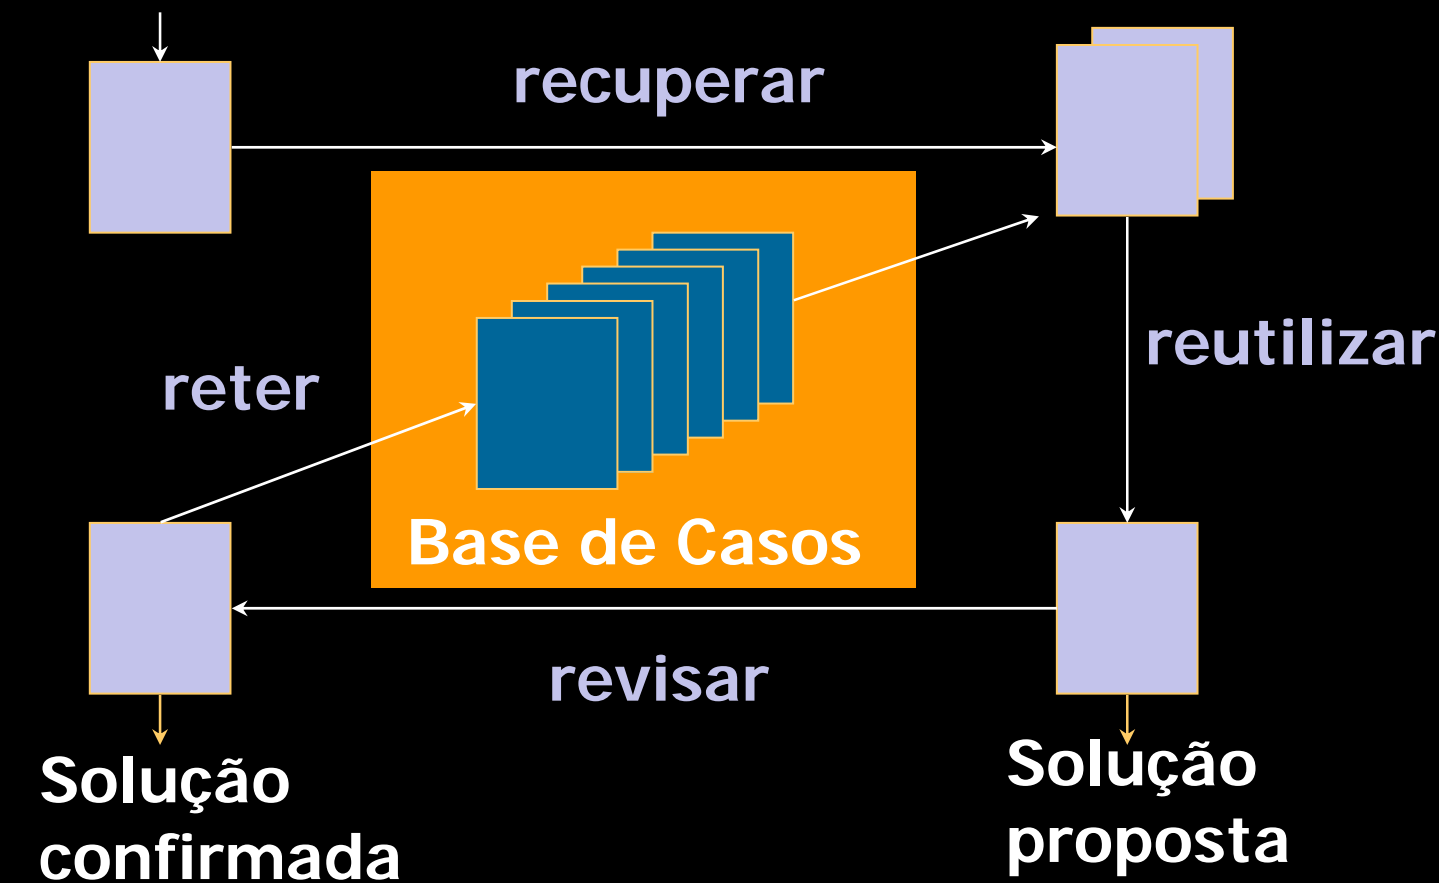 recuperar
reutilizar
reter
Base de Casos
revisar
Solução
confirmada
Solução
proposta